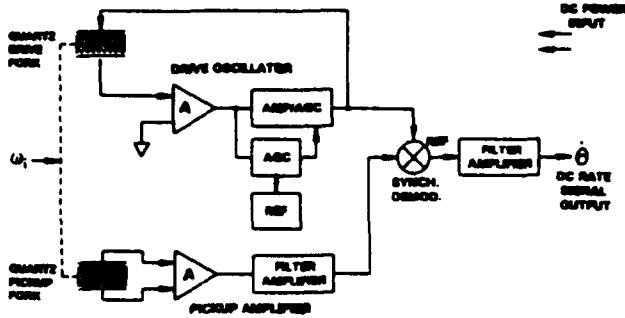 QUARTZ
DRIVE
FORK
DC POWER
INPUT
DRIVE OSCILLATER
A
AMP/AGC
AGC
REF
ωi
REF
SYNCH.
DEMOD.
FILTER
AMPLIFIER
θ̇
DC RATE
SIGNAL
OUTPUT
QUARTZ
PICKUP
FORK
A
FILTER
AMPLIFIER
PICKUP AMPLIFIER